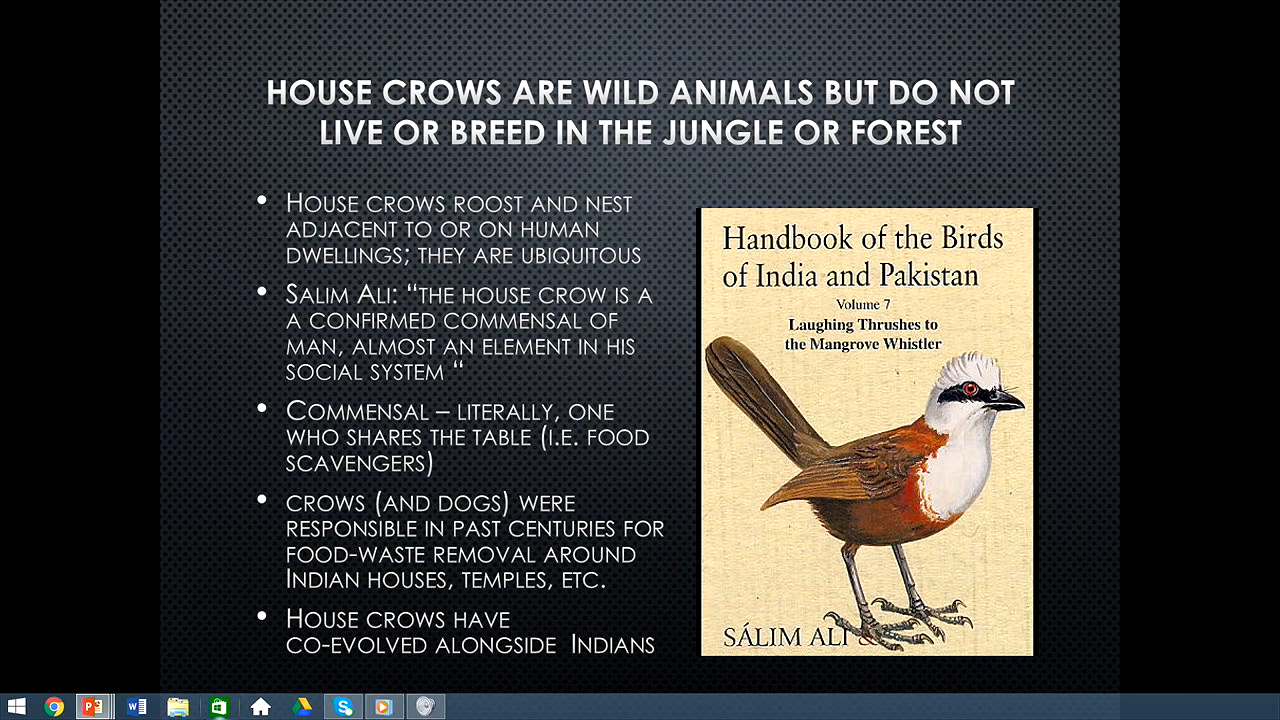 HOUSE CROWS ARE WILD ANIMALS BUT DO NOT
LIVE OR BREED IN THE JUNGLE OR FOREST
• HOUSE CROWS ROOST AND NEST
ADJACENT TO OR ON HUMAN
DWELLINGS; THEY ARE UBIQUITOUS
• SALIM ALI: “THE HOUSE CROW IS A
A CONFIRMED COMMENSAL OF
MAN, ALMOST AN ELEMENT IN HIS
SOCIAL SYSTEM “
• COMMENSAL – LITERALLY, ONE
WHO SHARES THE TABLE (I.E. FOOD
SCAVENGERS)
• CROWS (AND DOGS) WERE
RESPONSIBLE IN PAST CENTURIES FOR
FOOD-WASTE REMOVAL AROUND
INDIAN HOUSES, TEMPLES, ETC.
• HOUSE CROWS HAVE
CO-EVOLVED ALONGSIDE INDIANS
Handbook of the Birds
of India and Pakistan
Volume 7
Laughing Thrushes to
the Mangrove Whistler
SÁLIM ALI &